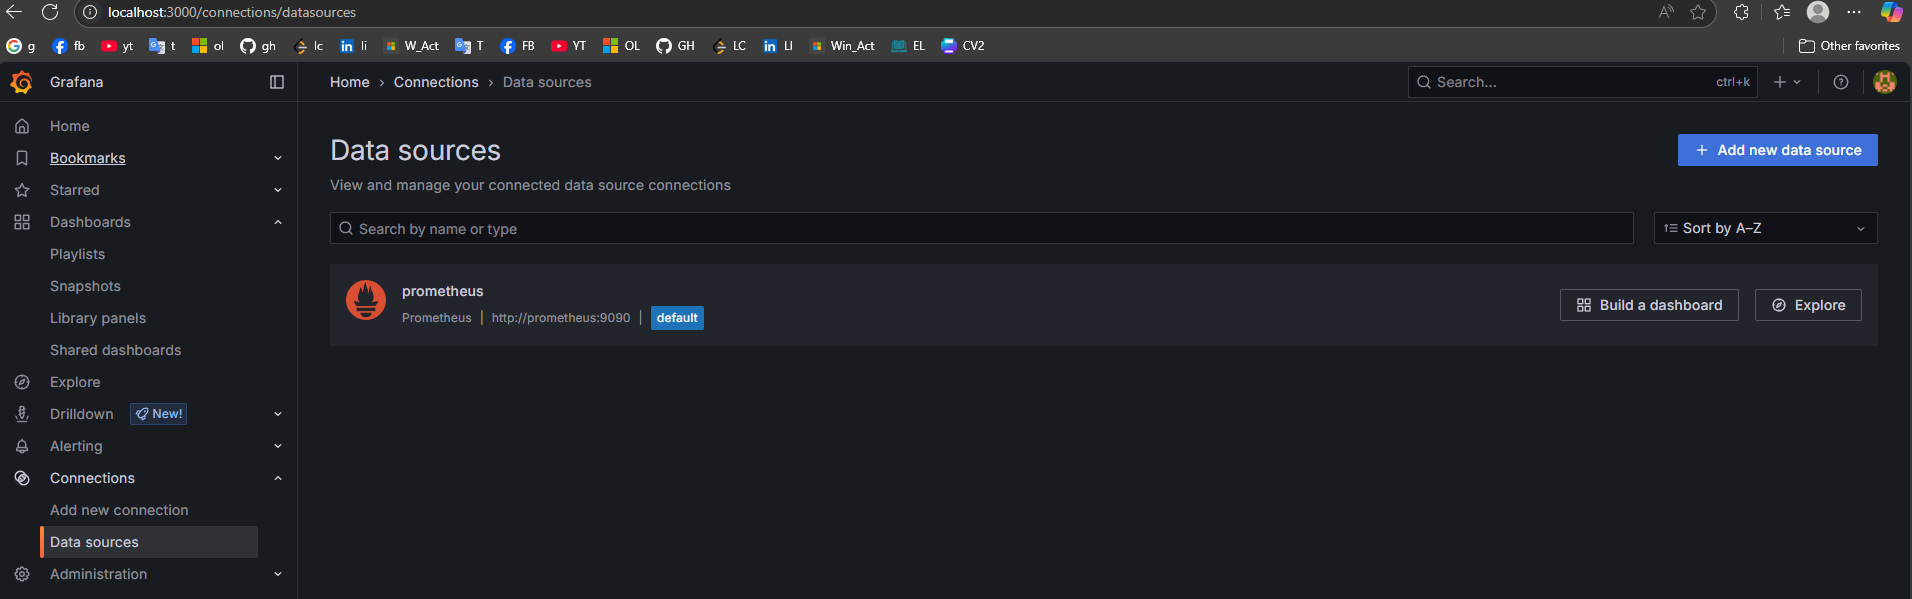 localhost:3000/connections/datasources
g fb yt t ol gh lc li W_Act T FB YT OL GH LC LI Win_Act EL CV2 Other favorites
Grafana
Home › Connections › Data sources
Search... ctrl+k
Home
Bookmarks
Starred
Dashboards
Playlists
Snapshots
Library panels
Shared dashboards
Explore
Drilldown New!
Alerting
Connections
Add new connection
Data sources
Administration
Data sources
+ Add new data source
View and manage your connected data source connections
Search by name or type
Sort by A–Z
prometheus
Prometheus | http://prometheus:9090 | default
Build a dashboard
Explore